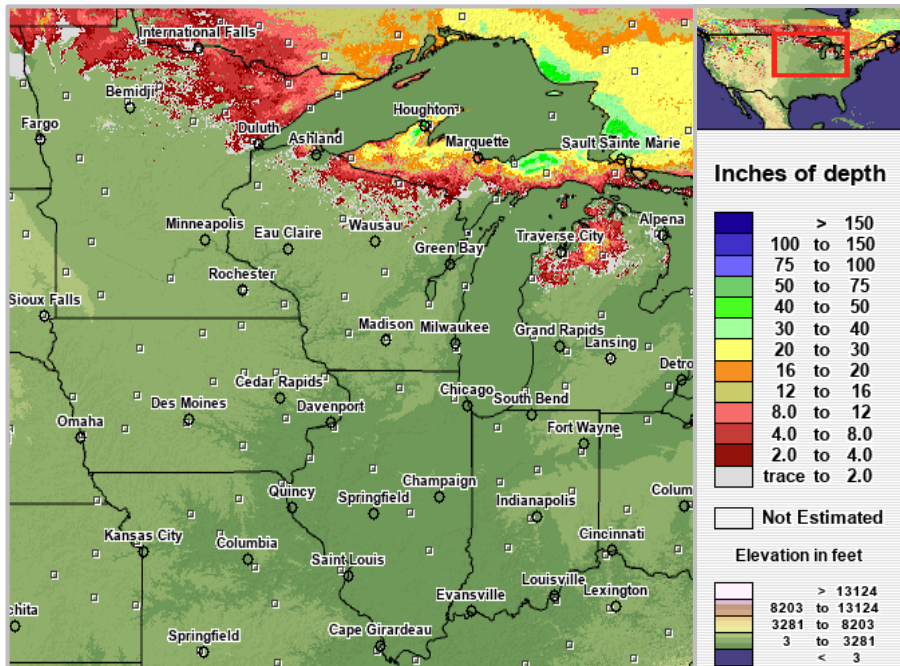 International Falls
Bemidji
Fargo
Houghton
Duluth
Ashland
Marquette
Sault Sainte Marie
Minneapolis
Eau Claire
Wausau
Green Bay
Traverse City
Alpena
Rochester
Sioux Falls
Madison
Milwaukee
Grand Rapids
Lansing
Detro
Cedar Rapids
Chicago
South Bend
Des Moines
Davenport
Omaha
Fort Wayne
Quincy
Springfield
Champaign
Indianapolis
Colum
Kansas City
Columbia
Cincinnati
Saint Louis
Evansville
Louisville
Lexington
chita
Springfield
Cape Girardeau
Inches of depth
> 150
100 to 150
75 to 100
50 to 75
40 to 50
30 to 40
20 to 30
16 to 20
12 to 16
8.0 to 12
4.0 to 8.0
2.0 to 4.0
trace to 2.0
Not Estimated
Elevation in feet
> 13124
8203 to 13124
3281 to 8203
3 to 3281
< 3